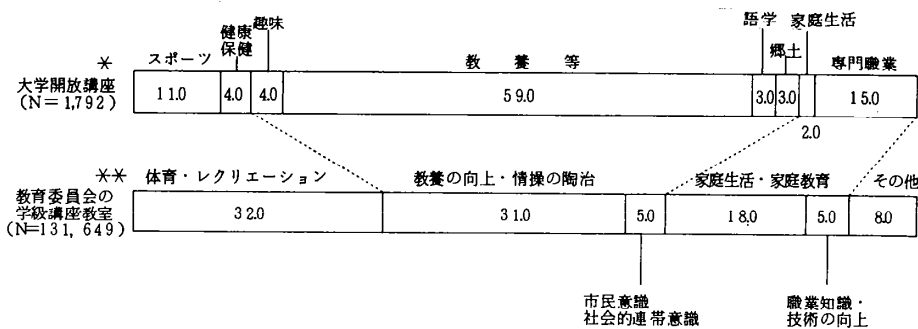 語学 家庭生活
健康 趣味
保健
郷土
スポーツ 教養等 専門職業
*
大学開放講座
(N=1,792)
11.0 4.0 4.0 59.0 3.0 3.0 15.0
2.0
** 体育・レクリエーション 教養の向上・情操の陶冶 家庭生活・家庭教育 その他
教育委員会の
学級講座教室
(N=131,649)
32.0 31.0 5.0 18.0 5.0 8.0
市民意識 職業知識・
社会的連帯意識 技術の向上